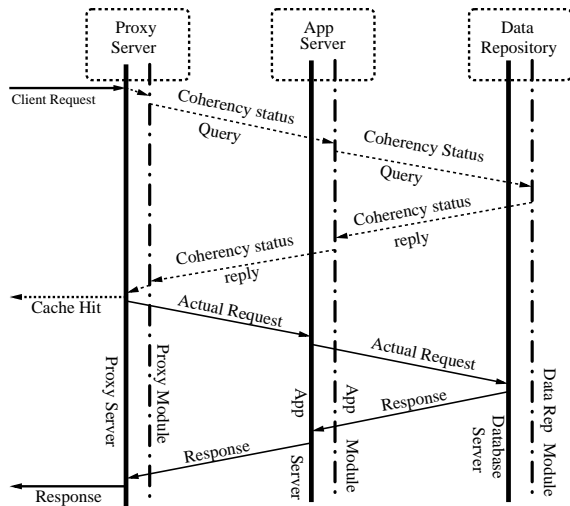 Proxy
Server
App
Server
Data
Repository
Client Request
Coherency status
Query
Coherency Status
Query
Coherency status
reply
Coherency status
reply
Cache Hit
Actual Request
Actual Request
Response
Response
Response
Proxy Server
Proxy Module
App Server
App Module
Database
Server
Data Rep Module